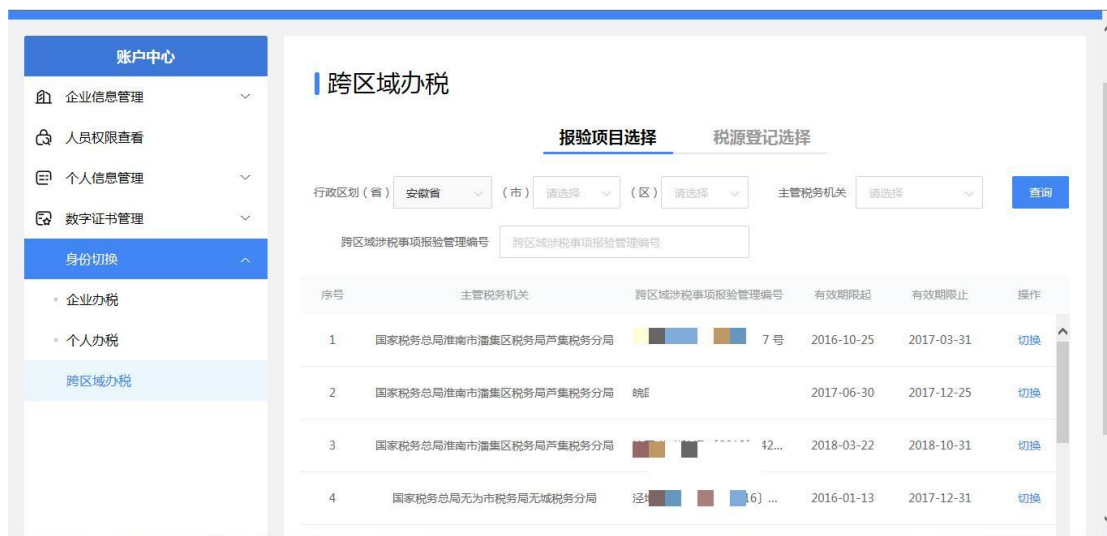 账户中心
企业信息管理
人员权限查看
个人信息管理
数字证书管理
身份切换
企业办税
个人办税
跨区域办税
跨区域办税
报验项目选择 税源登记选择
行政区划（省） 安徽省 （市） 请选择 （区） 请选择 主管税务机关 请选择 查询
跨区域涉税事项报验管理编号 跨区域涉税事项报验管理编号
序号 主管税务机关 跨区域涉税事项报验管理编号 有效期限起 有效期限止 操作
1 国家税务总局淮南市潘集区税务局芦集税务分局 7号 2016-10-25 2017-03-31 切换
2 国家税务总局淮南市潘集区税务局芦集税务分局 皖 2017-06-30 2017-12-25 切换
3 国家税务总局淮南市潘集区税务局芦集税务分局 42... 2018-03-22 2018-10-31 切换
4 国家税务总局无为市税务局无城税务分局 泾 16〕... 2016-01-13 2017-12-31 切换